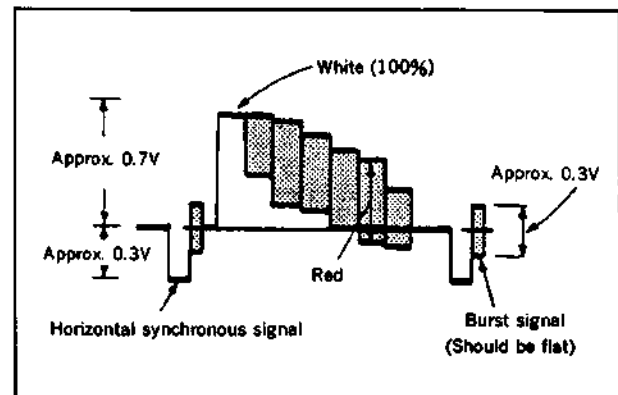 White (100%)
Approx. 0.7V
Approx. 0.3V
Approx. 0.3V
Red
Horizontal synchronous signal
Burst signal
(Should be flat)